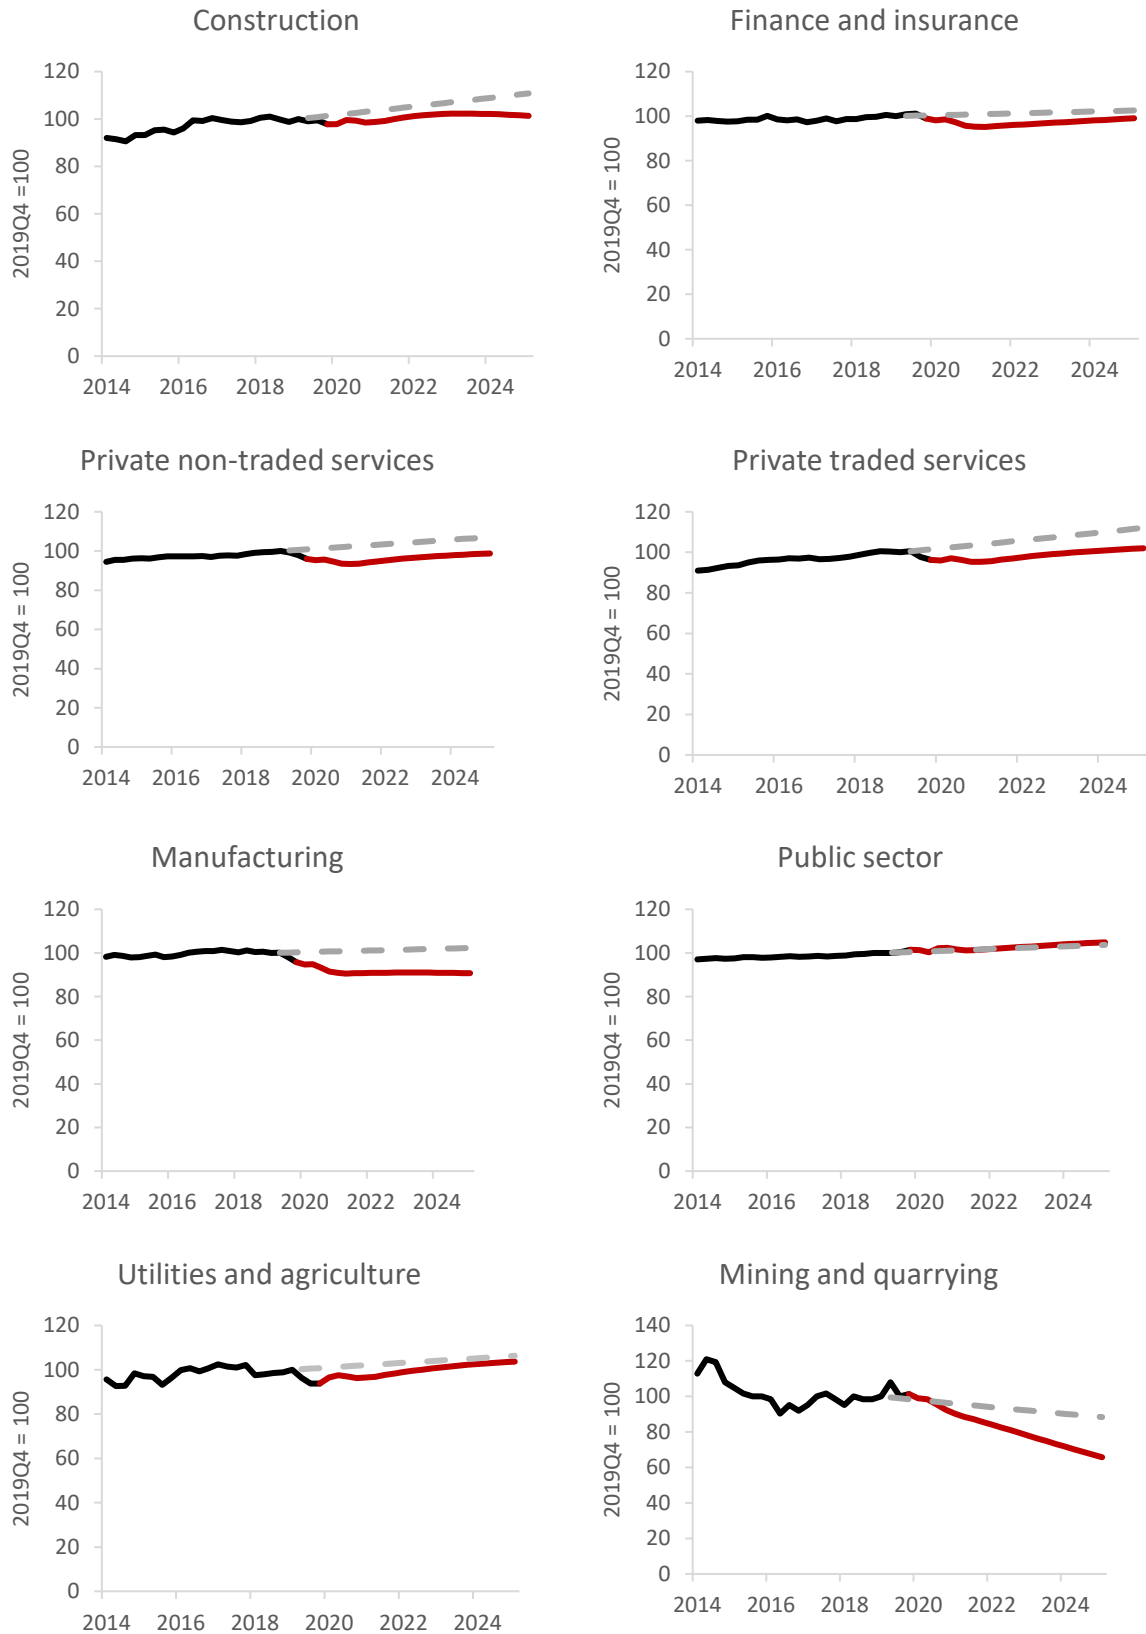 Construction
2019Q4 =100
120
100
80
60
40
20
0
2014 2016 2018 2020 2022 2024
Finance and insurance
2019Q4 = 100
120
100
80
60
40
20
0
2014 2016 2018 2020 2022 2024
Private non-traded services
2019Q4 = 100
120
100
80
60
40
20
0
2014 2016 2018 2020 2022 2024
Private traded services
2019Q4 = 100
120
100
80
60
40
20
0
2014 2016 2018 2020 2022 2024
Manufacturing
2019Q4 = 100
120
100
80
60
40
20
0
2014 2016 2018 2020 2022 2024
Public sector
2019Q4 = 100
120
100
80
60
40
20
0
2014 2016 2018 2020 2022 2024
Utilities and agriculture
2019Q4 = 100
120
100
80
60
40
20
0
2014 2016 2018 2020 2022 2024
Mining and quarrying
2019Q4 = 100
140
120
100
80
60
40
20
0
2014 2016 2018 2020 2022 2024